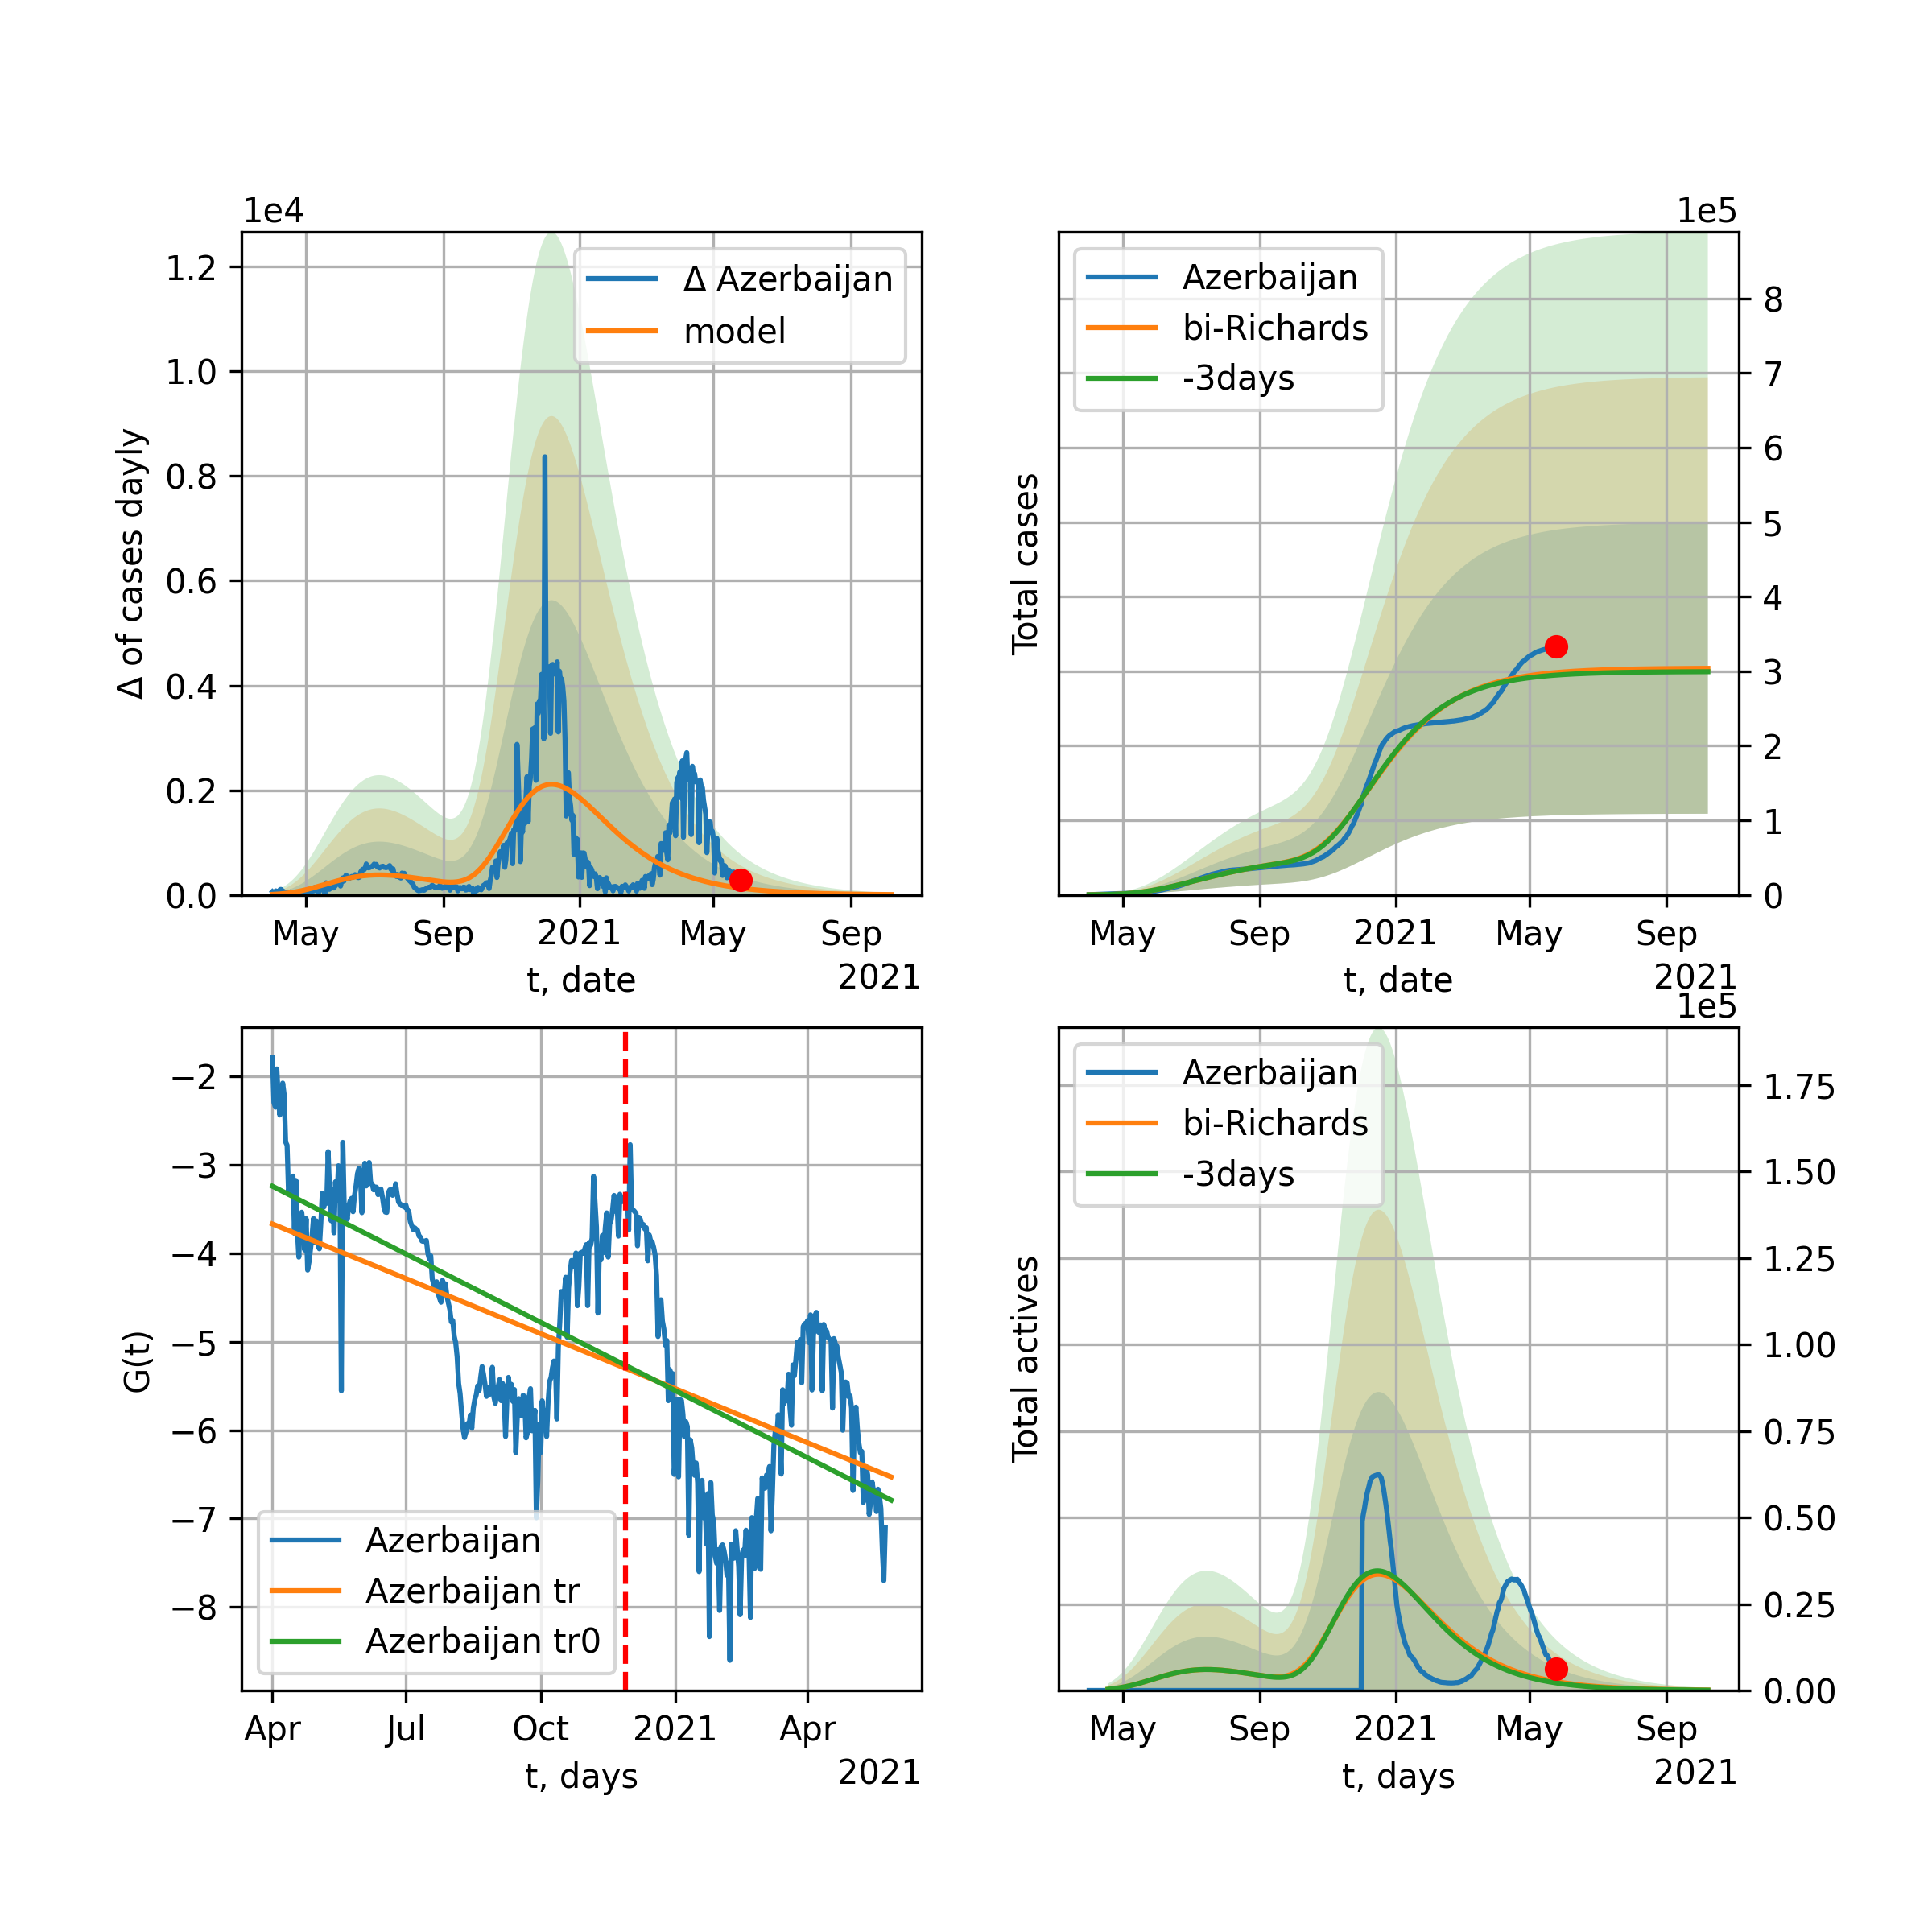 1e4
1.2
1.0
0.8
0.6
0.4
0.2
0.0
Δ of cases dayly
Δ Azerbaijan
model
May Sep 2021 May Sep
t, date
2021
1e5
8
7
6
5
4
3
2
1
0
Total cases
Azerbaijan
bi-Richards
-3days
May Sep 2021 May Sep
t, date
2021
−2
−3
−4
−5
−6
−7
−8
G(t)
Azerbaijan
Azerbaijan tr
Azerbaijan tr0
Apr Jul Oct 2021 Apr
t, days
2021
1e5
1.75
1.50
1.25
1.00
0.75
0.50
0.25
0.00
Total actives
Azerbaijan
bi-Richards
-3days
May Sep 2021 May Sep
t, days
2021